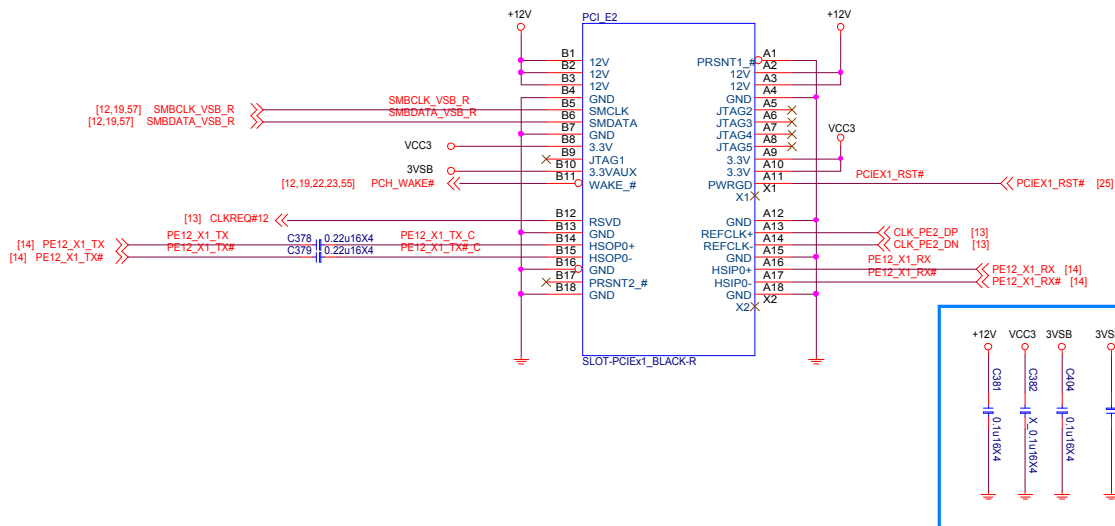 +12V PCI_E2 +12V
B1 12V PRSNT1_# A1
B2 12V 12V A2
B3 12V 12V A3
B4 GND GND A4
[12,19,57] SMBCLK_VSB_R SMBCLK_VSB_R B5 SMCLK JTAG2 A5
[12,19,57] SMBDATA_VSB_R SMBDATA_VSB_R B6 SMDATA JTAG3 A6
B7 GND JTAG4 A7
VCC3 B8 3.3V JTAG5 A8 VCC3
B9 JTAG1 3.3V A9
3VSB B10 3.3VAUX 3.3V A10
[12,19,22,23,55] PCH_WAKE# B11 WAKE_# PWRGD A11 PCIEX1_RST# PCIEX1_RST# [25]
X1 X1
[13] CLKREQ#12 B12 RSVD GND A12
B13 GND REFCLK+ A13 CLK_PE2_DP [13]
[14] PE12_X1_TX PE12_X1_TX C378 0.22u16X4 PE12_X1_TX_C B14 HSOP0+ REFCLK- A14 CLK_PE2_DN [13]
[14] PE12_X1_TX# PE12_X1_TX# C379 0.22u16X4 PE12_X1_TX#_C B15 HSOP0- GND A15
B16 GND HSIP0+ A16 PE12_X1_RX PE12_X1_RX [14]
B17 PRSNT2_# HSIP0- A17 PE12_X1_RX# PE12_X1_RX# [14]
B18 GND GND A18
X2 X2
SLOT-PCIEx1_BLACK-R
+12V VCC3 3VSB 3VS
C381 C382 C404
0.1u16X4 X_0.1u16X4 0.1u16X4